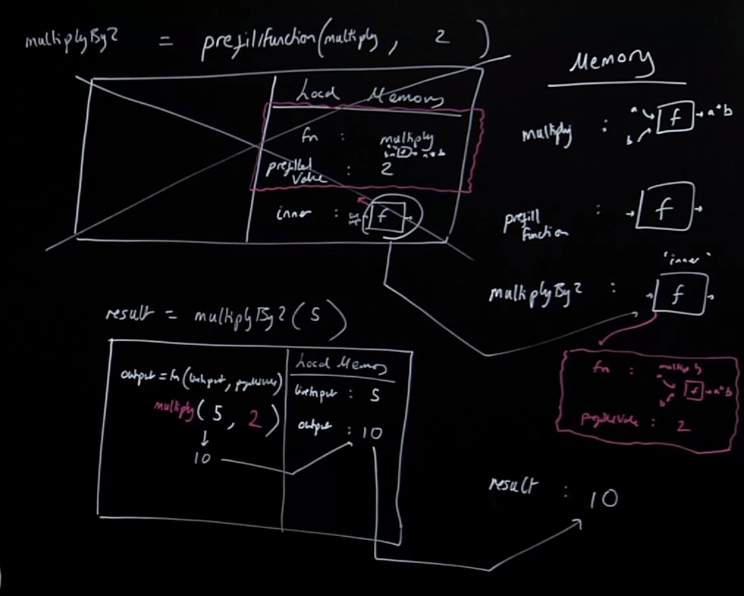 multiplyBy2 = prefillFunction(multiply, 2)
Local Memory
fn : multiply
a b f a*b
prefilled Value : 2
inner : f
Memory
multiply : a b f a*b
prefill function : f
"inner"
multiplyBy2 : f
fn : multiply
a b f a*b
prefilledValue : 2
result = multiplyBy2(5)
output = fn(liveInput, prefilledValue)
multiply(5, 2)
10
Local Memory
liveInput : 5
output : 10
result : 10